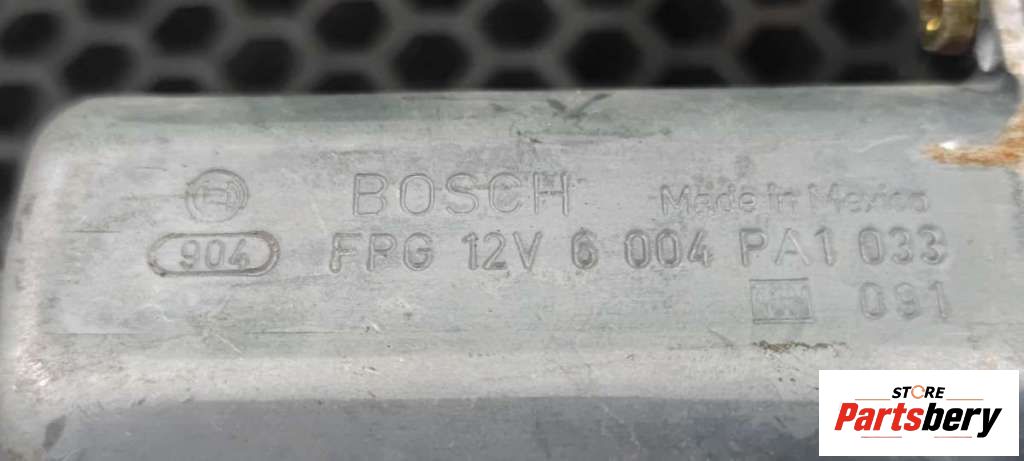 BOSCH Made in Mexico
904 FPG 12V 6 004 PA1 033
091
STORE
Partsbery